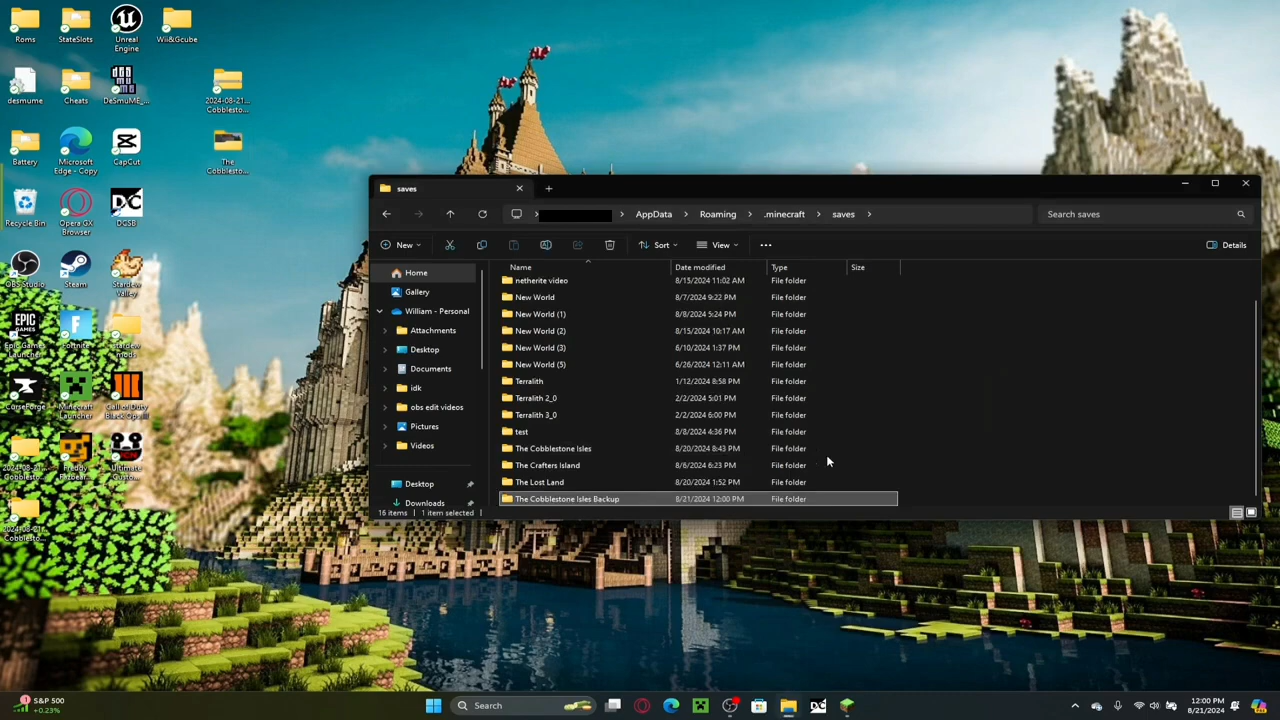 Roms
StateSlots
Unreal
Engine
Wii&Gcube
desmume
Cheats
DeSmuME_...
2024-08-21...
Cobblesto...
Battery
Microsoft
Edge - Copy
CapCut
The
Cobblesto...
Recycle Bin
Opera GX
Browser
DCSB
OBS Studio
Steam
Stardew
Valley
Epic Games
Launcher
Fortnite
stardew
mods
CurseForge
Minecraft
Launcher
Call of Duty
Black Ops III
2024-08-21...
Cobblesto...
Freddy
Fazbear...
Ultimate
Custo...
2024-08-21...
Cobblesto...
saves
AppData
Roaming
.minecraft
saves
Search saves
New
Sort
View
Details
Home
Gallery
William - Personal
Attachments
Desktop
Documents
idk
obs edit videos
Pictures
Videos
Desktop
Downloads
Name Date modified Type Size
netherite video 8/15/2024 11:02 AM File folder
New World 8/7/2024 9:22 PM File folder
New World (1) 8/8/2024 5:24 PM File folder
New World (2) 8/15/2024 10:17 AM File folder
New World (3) 6/10/2024 1:37 PM File folder
New World (5) 6/26/2024 12:11 AM File folder
Terralith 1/12/2024 8:58 PM File folder
Terralith 2_0 2/2/2024 5:01 PM File folder
Terralith 3_0 2/2/2024 6:00 PM File folder
test 8/8/2024 4:36 PM File folder
The Cobblestone Isles 8/20/2024 8:43 PM File folder
The Crafters Island 8/6/2024 6:23 PM File folder
The Lost Land 8/20/2024 1:52 PM File folder
The Cobblestone Isles Backup 8/21/2024 12:00 PM File folder
16 items 1 item selected
S&P 500
+0.23%
Search
DC
12:00 PM
8/21/2024